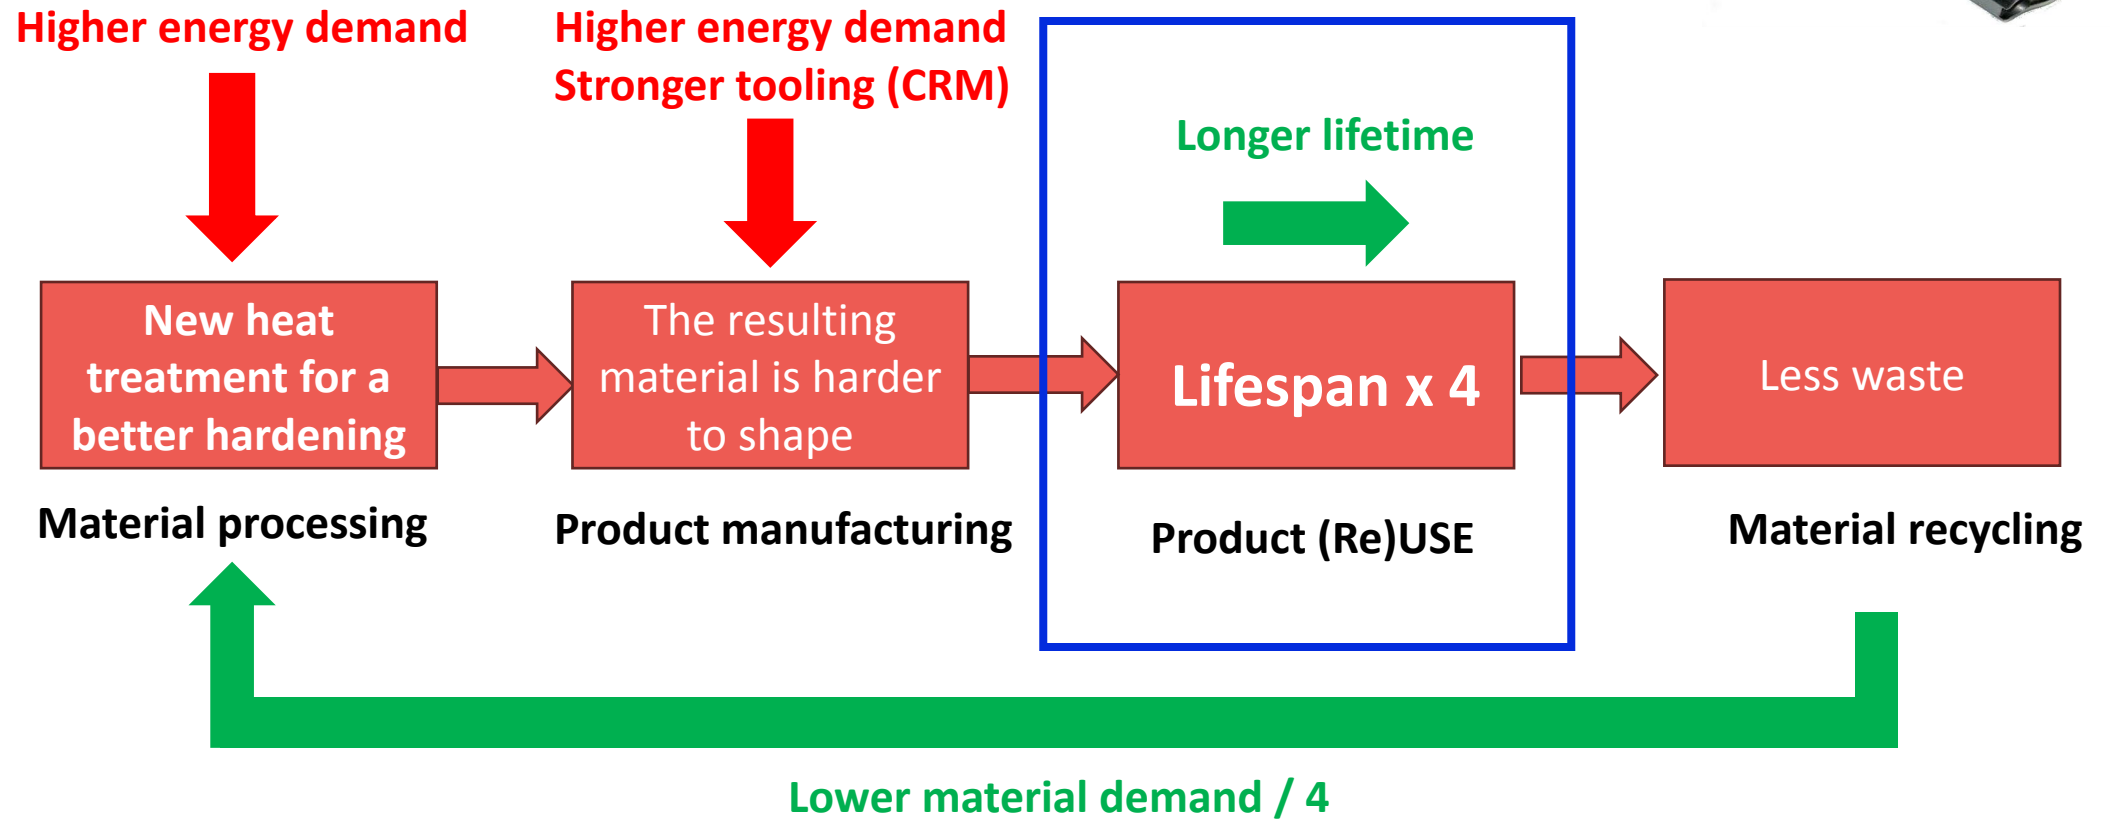 Higher energy demand
Higher energy demand
Stronger tooling (CRM)
Longer lifetime
New heat
treatment for a
better hardening
The resulting
material is harder
to shape
Lifespan x 4
Less waste
Material processing
Product manufacturing
Product (Re)USE
Material recycling
Lower material demand / 4